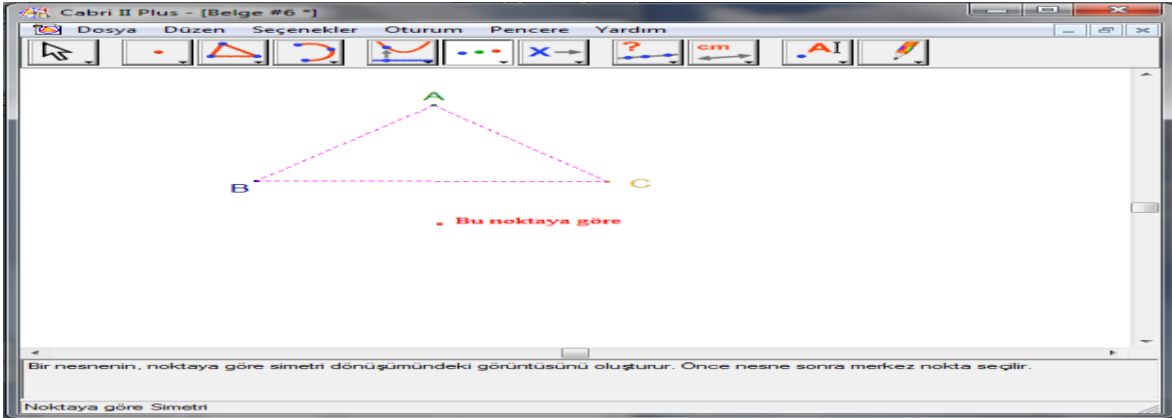 Cabri II Plus - [Belge #6 *]
Dosya Düzen Seçenekler Oturum Pencere Yardım
? cm A
A
B C
Bu noktaya göre
Bir nesnenin, noktaya göre simetri dönüşümündeki görüntüsünü oluşturur. Önce nesne sonra merkez nokta seçilir.
Noktaya göre Simetri